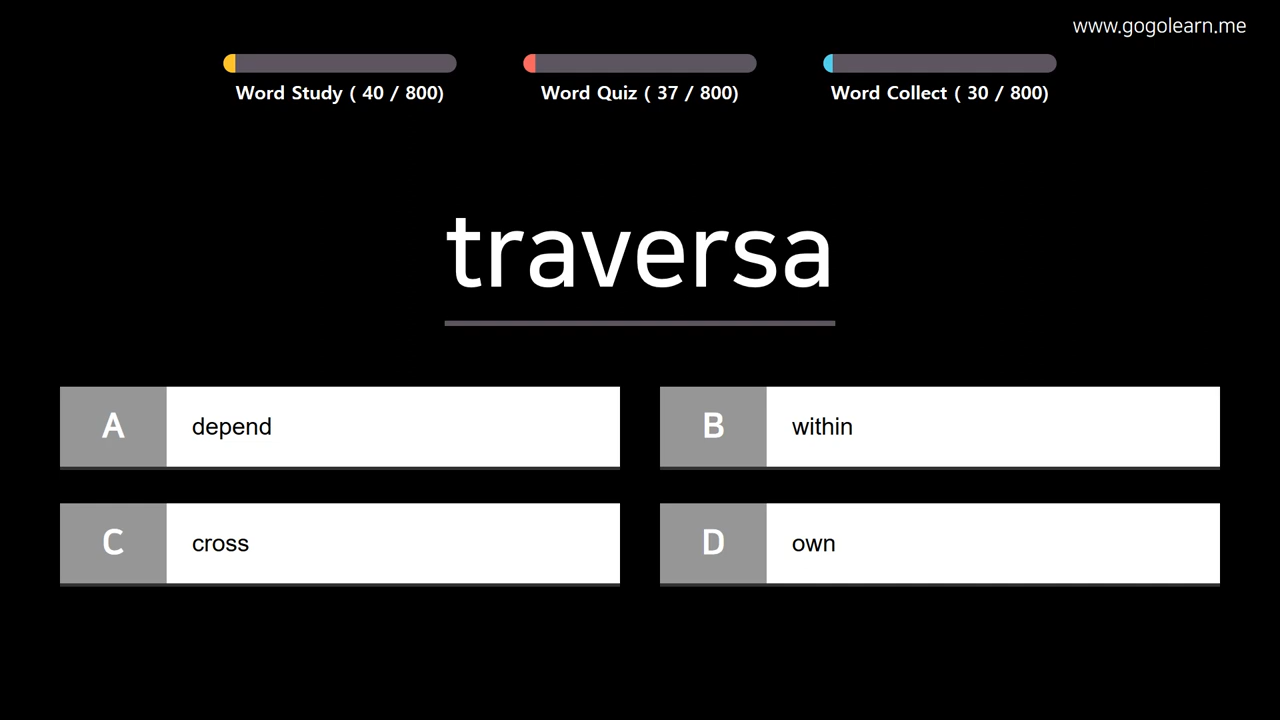 www.gogolearn.me
Word Study ( 40 / 800)
Word Quiz ( 37 / 800)
Word Collect ( 30 / 800)
traversa
A depend
B within
C cross
D own